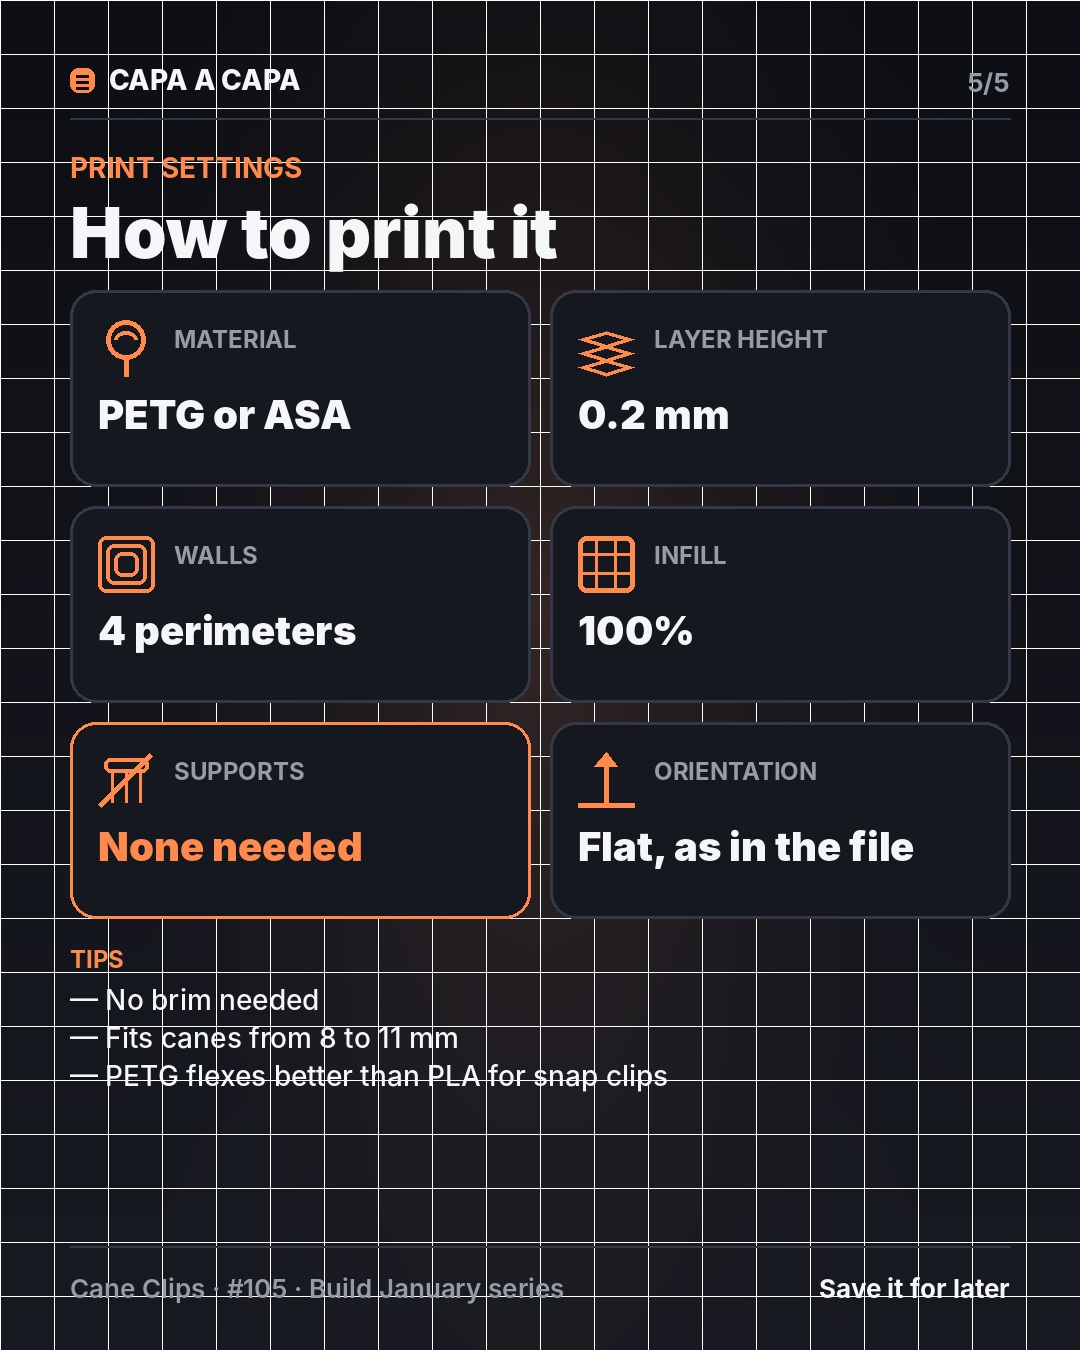 CAPA A CAPA
5/5
PRINT SETTINGS
How to print it
MATERIAL
PETG or ASA
LAYER HEIGHT
0.2 mm
WALLS
4 perimeters
INFILL
100%
SUPPORTS
None needed
ORIENTATION
Flat, as in the file
TIPS
— No brim needed
— Fits canes from 8 to 11 mm
— PETG flexes better than PLA for snap clips
Cane Clips · #105 · Build January series
Save it for later